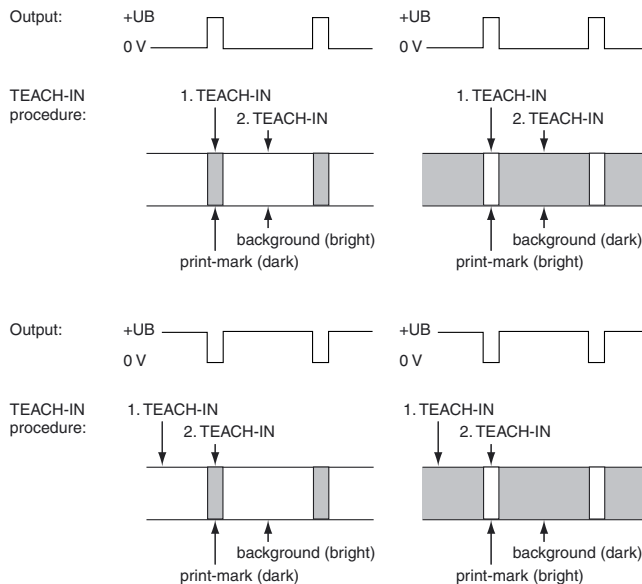 Output: +UB +UB
0 V 0 V
TEACH-IN 1. TEACH-IN 1. TEACH-IN
procedure: 2. TEACH-IN 2. TEACH-IN
background (bright) background (dark)
print-mark (dark) print-mark (bright)
Output: +UB +UB
0 V 0 V
TEACH-IN 1. TEACH-IN 1. TEACH-IN
procedure: 2. TEACH-IN 2. TEACH-IN
background (bright) background (dark)
print-mark (dark) print-mark (bright)